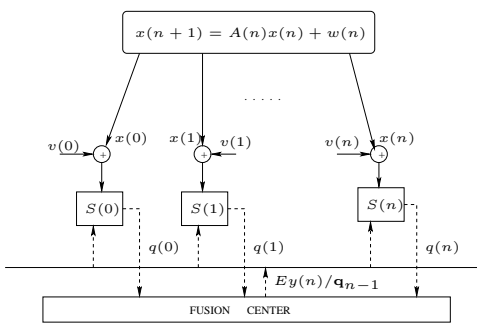 x(n + 1) = A(n)x(n) + w(n)
. . . . .
v(0) x(0) x(1) v(1) v(n) x(n)
+ + +
S(0) S(1) S(n)
q(0) q(1) q(n)
Ey(n)/q_{n−1}
FUSION CENTER